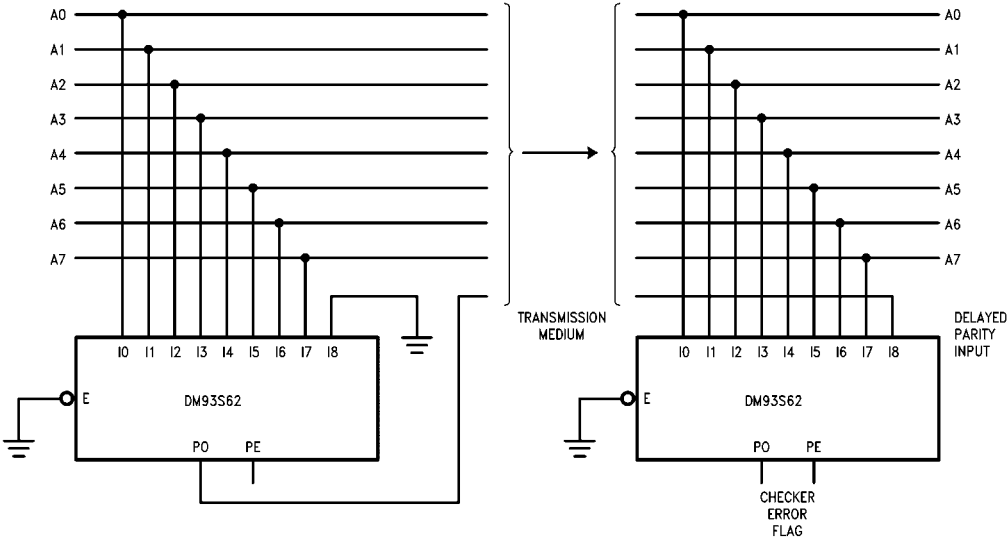 A0
A1
A2
A3
A4
A5
A6
A7
I0 I1 I2 I3 I4 I5 I6 I7 I8
E
DM93S62
PO PE
TRANSMISSION
MEDIUM
A0
A1
A2
A3
A4
A5
A6
A7
DELAYED
PARITY
INPUT
I0 I1 I2 I3 I4 I5 I6 I7 I8
E
DM93S62
PO PE
CHECKER
ERROR
FLAG